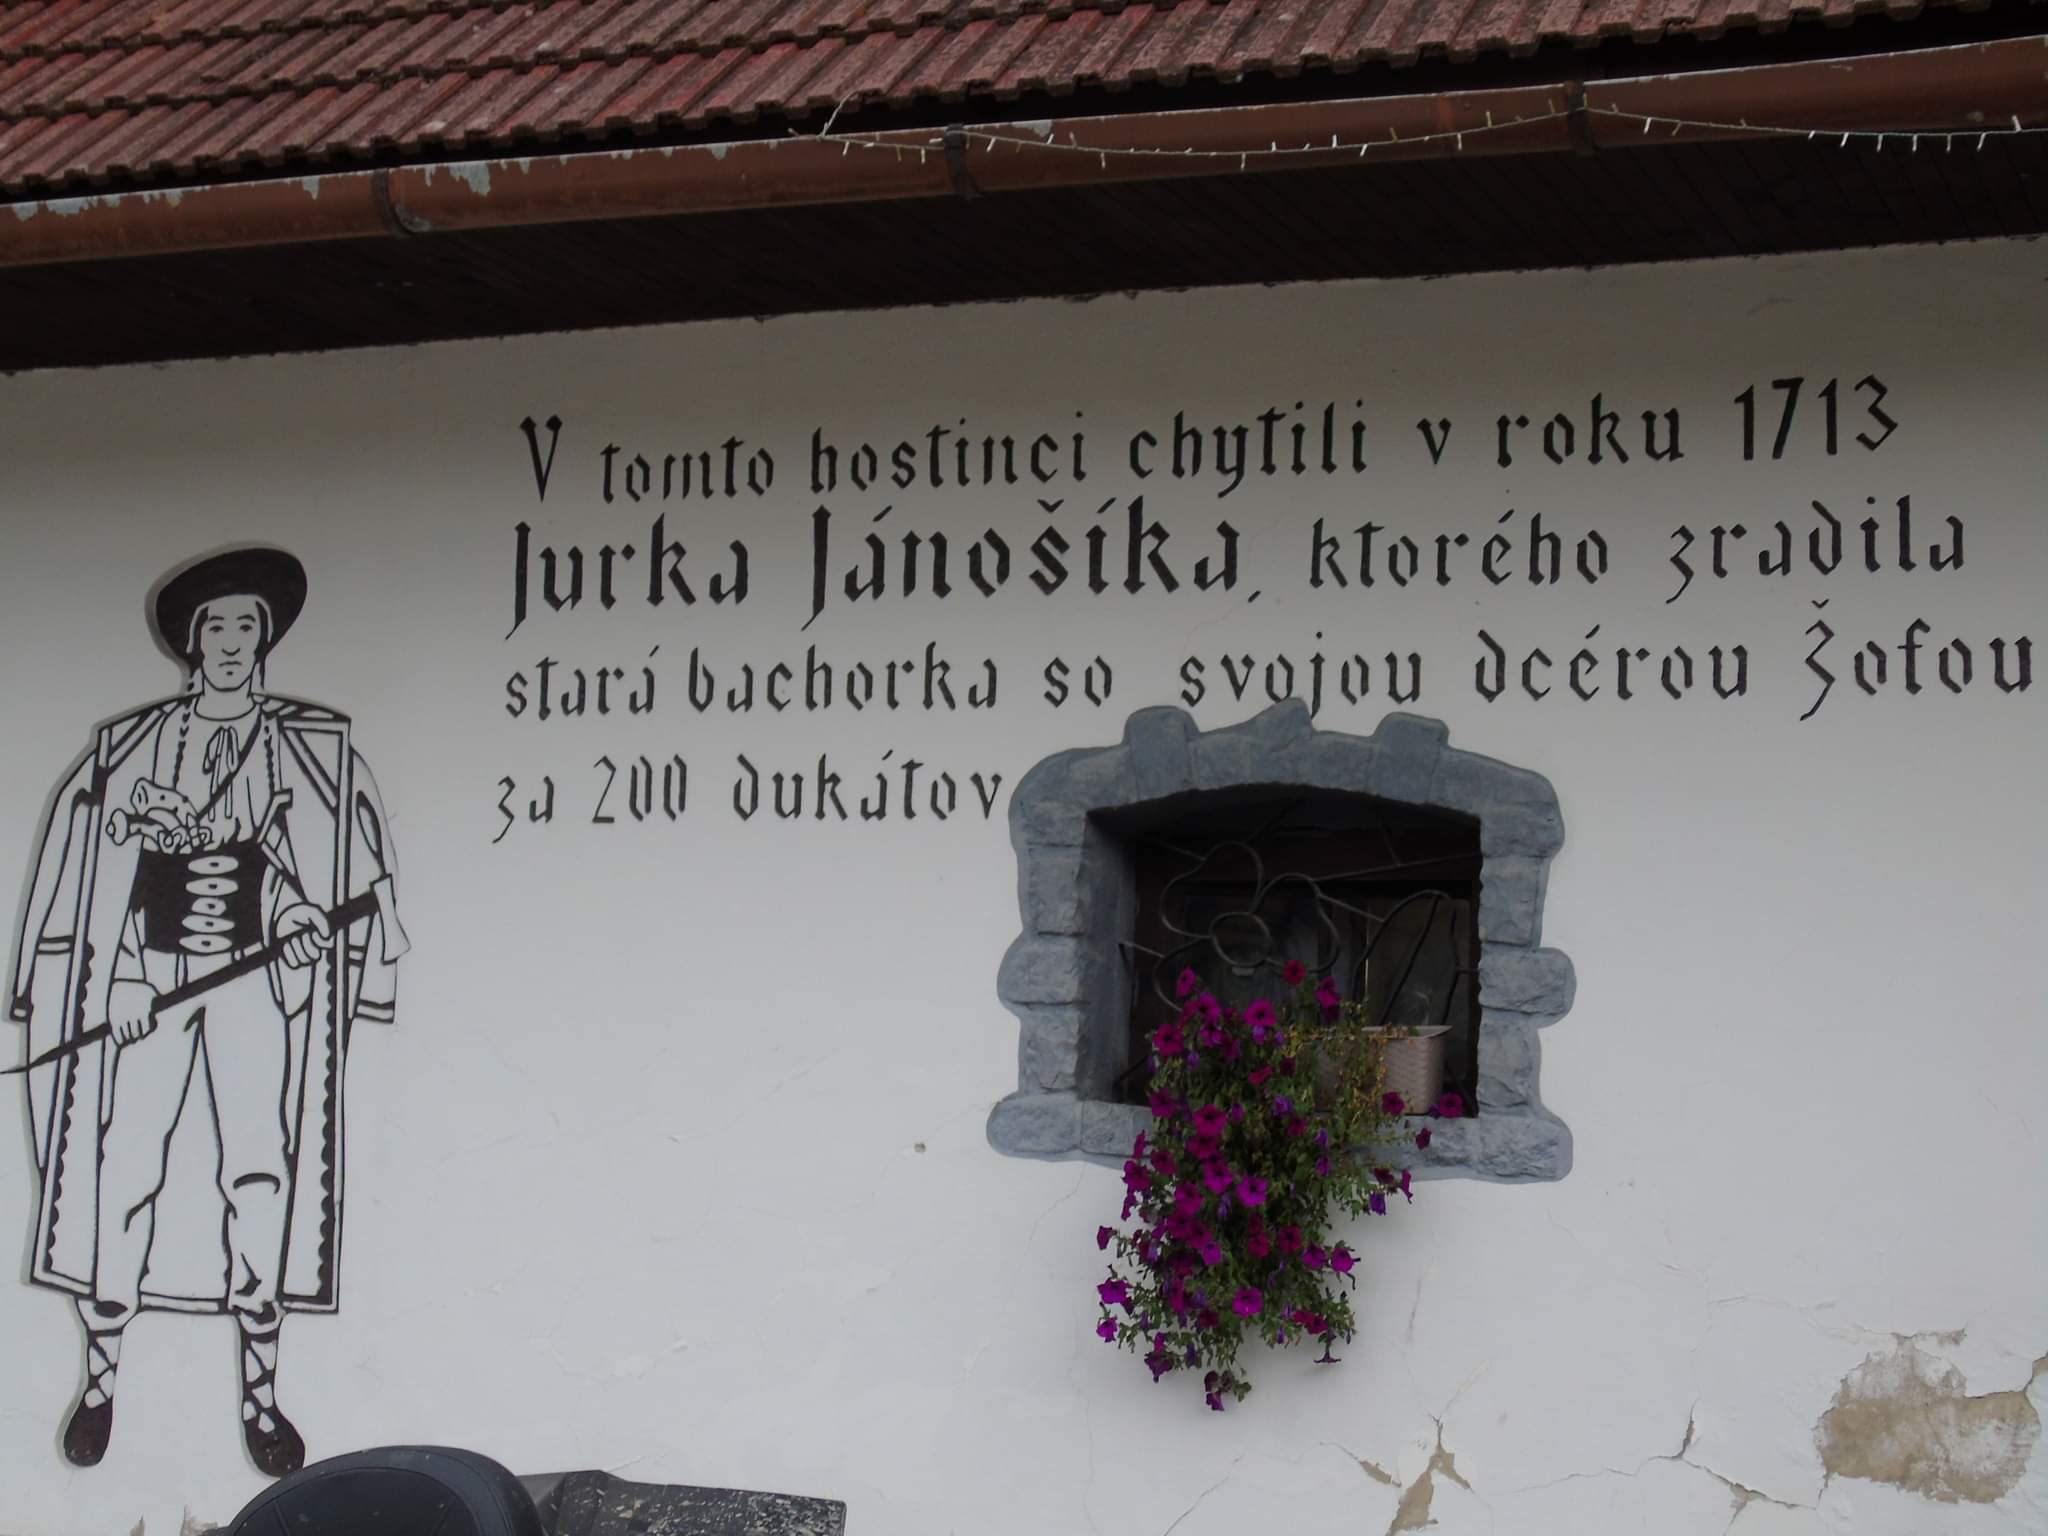 V tomto hostinci chytili v roku 1713
Jurka Jánošíka, ktorého zradila
stará bachorka so svojou dcérou Žofou
za 200 dukátov